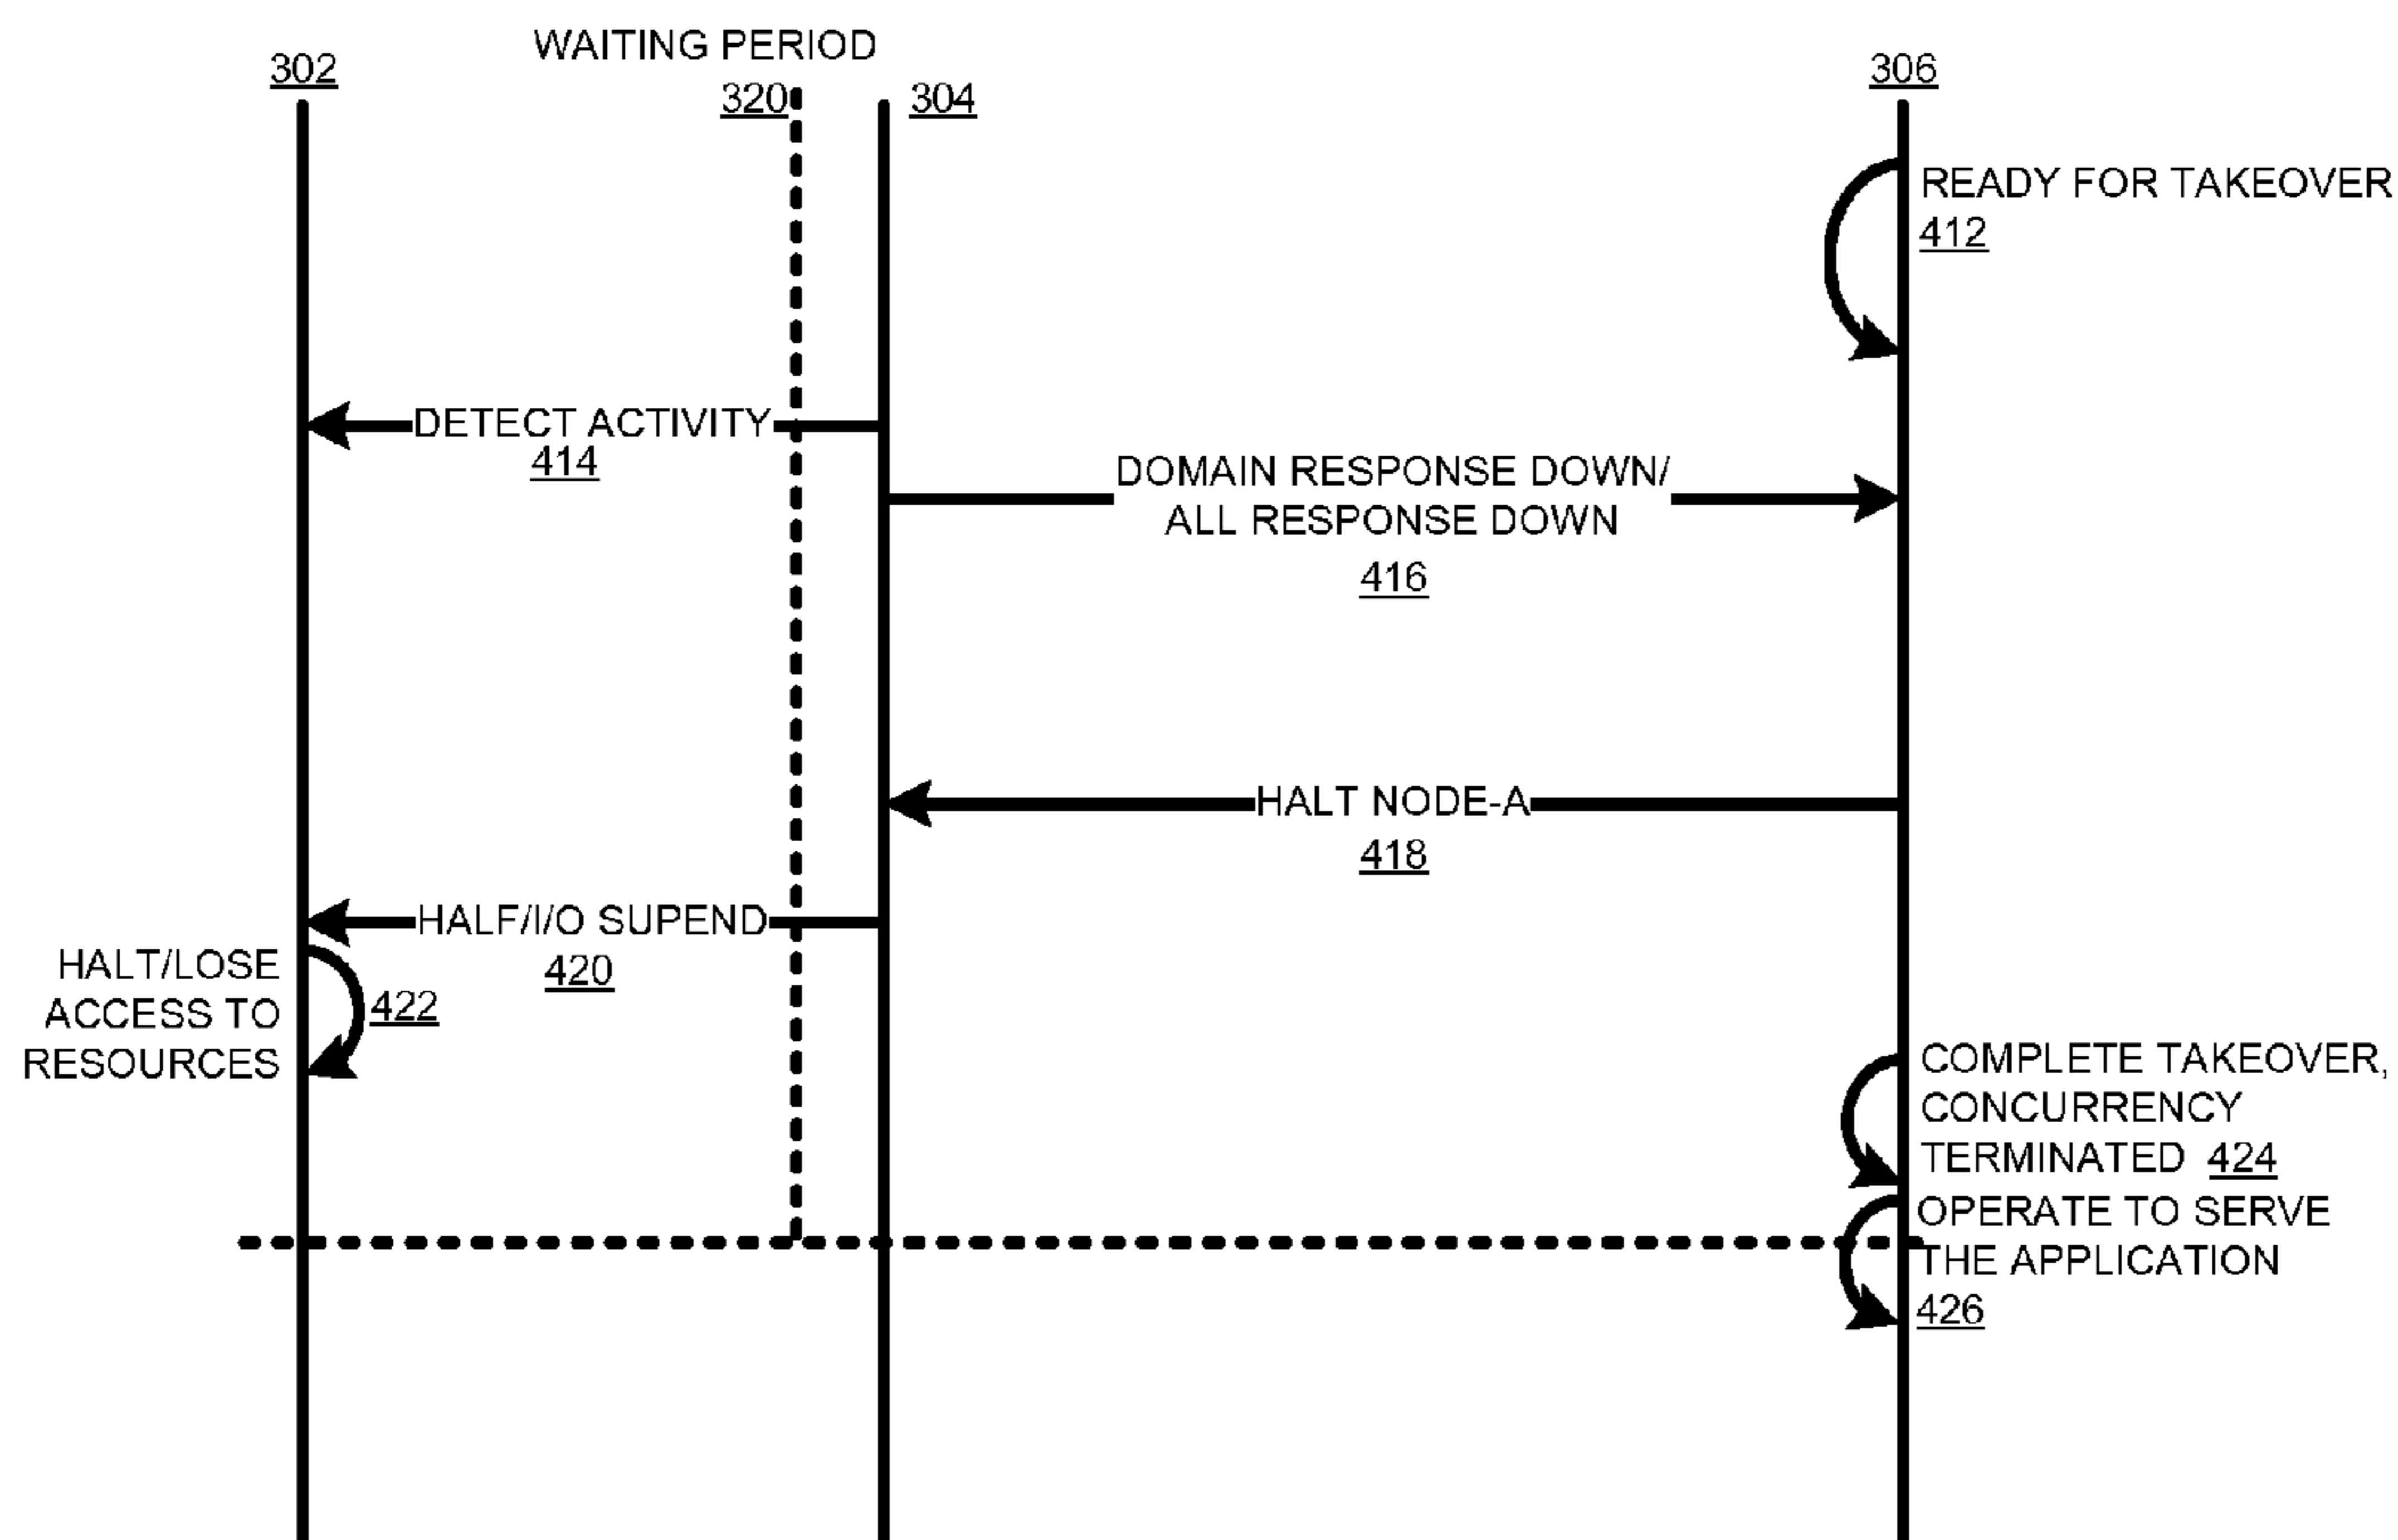 WAITING PERIOD
302
320
304
306
READY FOR TAKEOVER
412
DETECT ACTIVITY
414
DOMAIN RESPONSE DOWN/
ALL RESPONSE DOWN
416
HALT NODE-A
418
HALF/I/O SUPEND
420
HALT/LOSE
ACCESS TO
RESOURCES
422
COMPLETE TAKEOVER,
CONCURRENCY
TERMINATED 424
OPERATE TO SERVE
THE APPLICATION
426